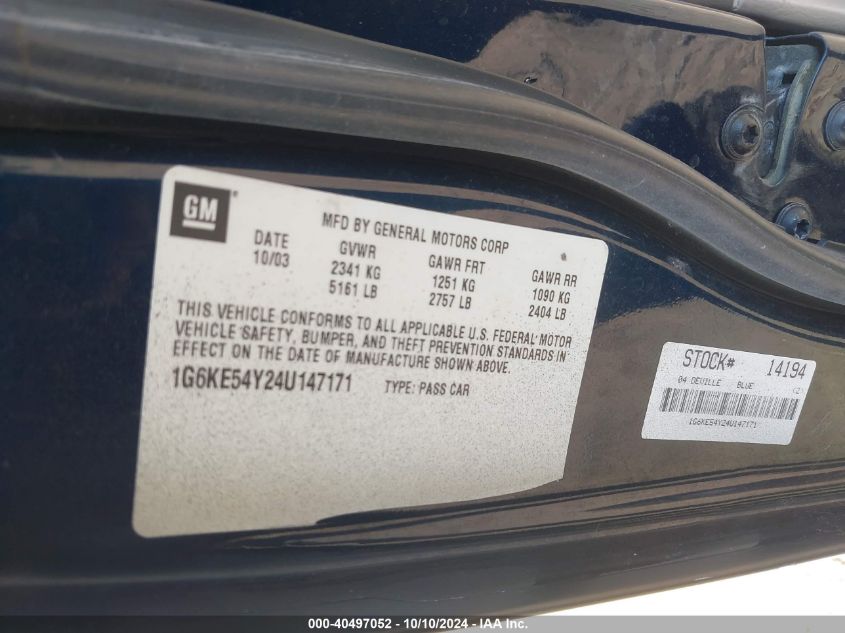 GM
MFD BY GENERAL MOTORS CORP
DATE GVWR GAWR FRT GAWR RR
10/03 2341 KG 1251 KG 1090 KG
5161 LB 2757 LB 2404 LB
THIS VEHICLE CONFORMS TO ALL APPLICABLE U.S. FEDERAL MOTOR
VEHICLE SAFETY, BUMPER, AND THEFT PREVENTION STANDARDS IN
EFFECT ON THE DATE OF MANUFACTURE SHOWN ABOVE.
1G6KE54Y24U147171 TYPE: PASS CAR
STOCK# 14194
04 DEVILLE BLUE
1G6KE54Y24U147171
000-40497052 - 10/10/2024 - IAA Inc.